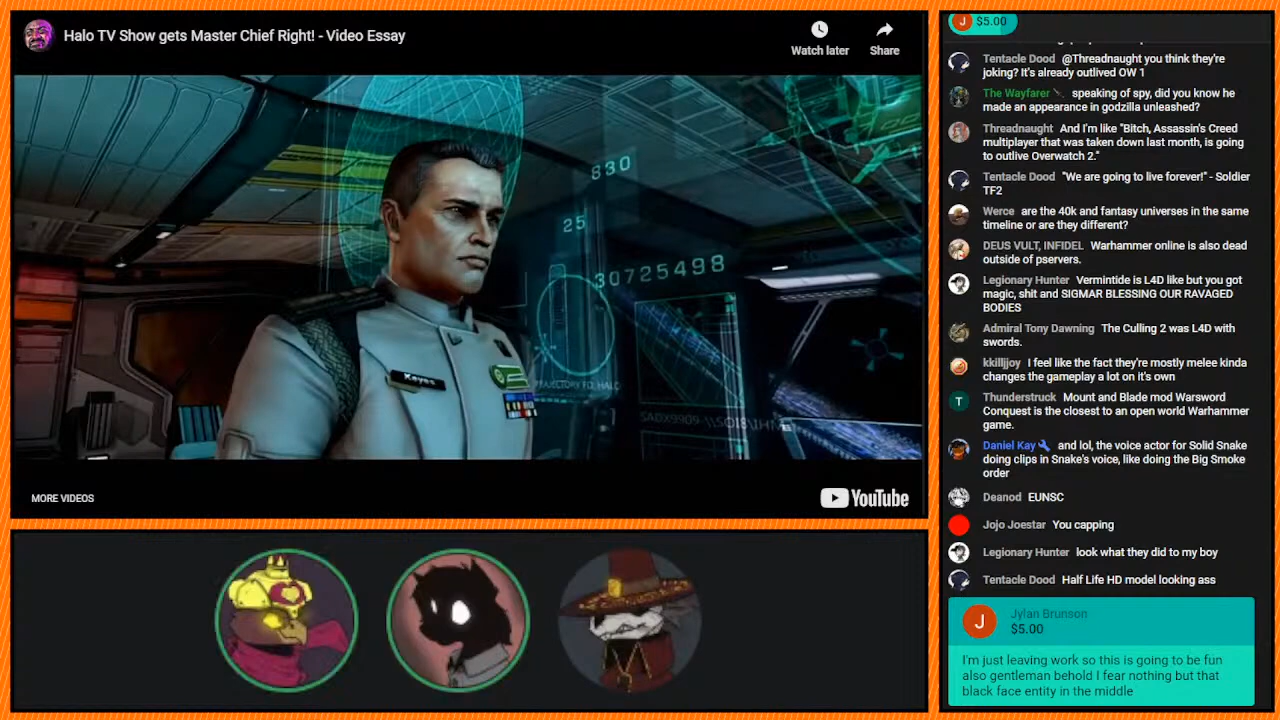 Halo TV Show gets Master Chief Right! - Video Essay
Watch later
Share
830
25
30725498
Keyes
MORE VIDEOS
YouTube
J $5.00
Tentacle Dood @Threadnaught you think they're
joking? It's already outlived OW 1
The Wayfarer speaking of spy, did you know he
made an appearance in godzilla unleashed?
Threadnaught And I'm like "Bitch, Assassin's Creed
multiplayer that was taken down last month, is going
to outlive Overwatch 2."
Tentacle Dood "We are going to live forever!" - Soldier
TF2
Werce are the 40k and fantasy universes in the same
timeline or are they different?
DEUS VULT, INFIDEL Warhammer online is also dead
outside of pservers.
Legionary Hunter Vermintide is L4D like but you got
magic, shit and SIGMAR BLESSING OUR RAVAGED
BODIES
Admiral Tony Dawning The Culling 2 was L4D with
swords.
kkilljjoy I feel like the fact they're mostly melee kinda
changes the gameplay a lot on it's own
T
Thunderstruck Mount and Blade mod Warsword
Conquest is the closest to an open world Warhammer
game.
Daniel Kay and lol, the voice actor for Solid Snake
doing clips in Snake's voice, like doing the Big Smoke
order
Deanod EUNSC
Jojo Joestar You capping
Legionary Hunter look what they did to my boy
Tentacle Dood Half Life HD model looking ass
J
Jylan Brunson
$5.00
I'm just leaving work so this is going to be fun
also gentleman behold I fear nothing but that
black face entity in the middle